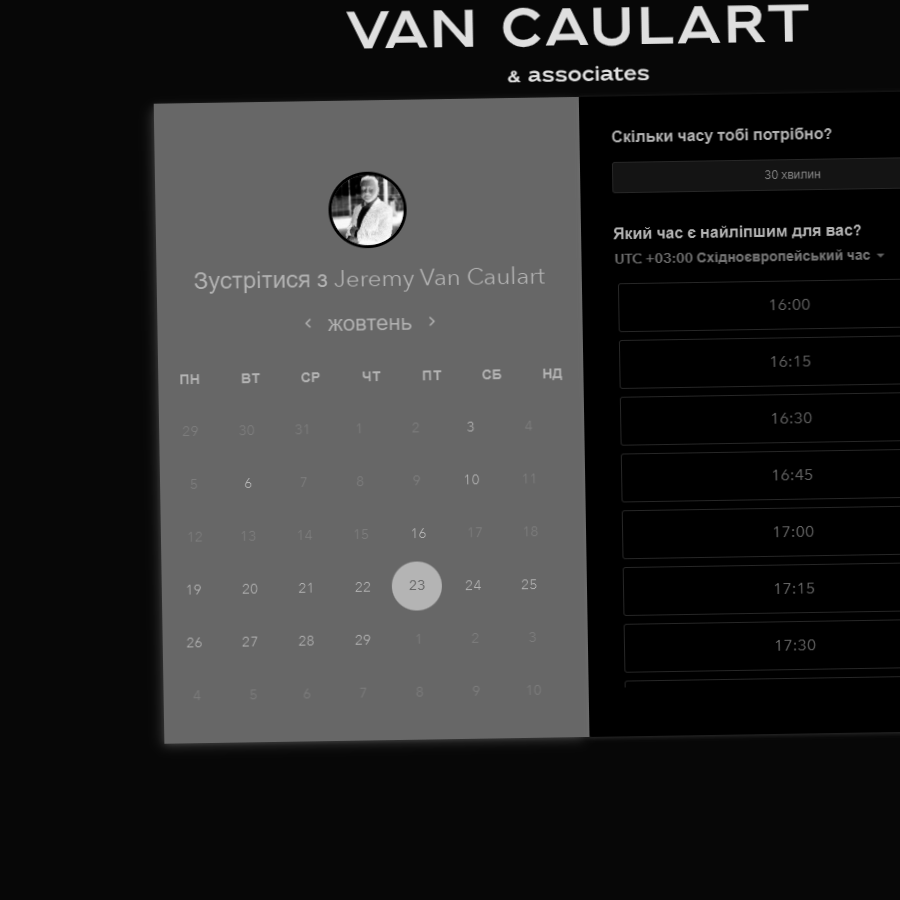 VAN CAULART
& associates
Зустрітися з Jeremy Van Caulart
‹ жовтень ›
ПН ВТ СР ЧТ ПТ СБ НД
29 30 31 1 2 3 4
5 6 7 8 9 10 11
12 13 14 15 16 17 18
19 20 21 22 23 24 25
26 27 28 29 1 2 3
4 5 6 7 8 9 10
Скільки часу тобі потрібно?
30 хвилин
Який час є найліпшим для вас?
UTC +03:00 Східноєвропейський час
16:00
16:15
16:30
16:45
17:00
17:15
17:30